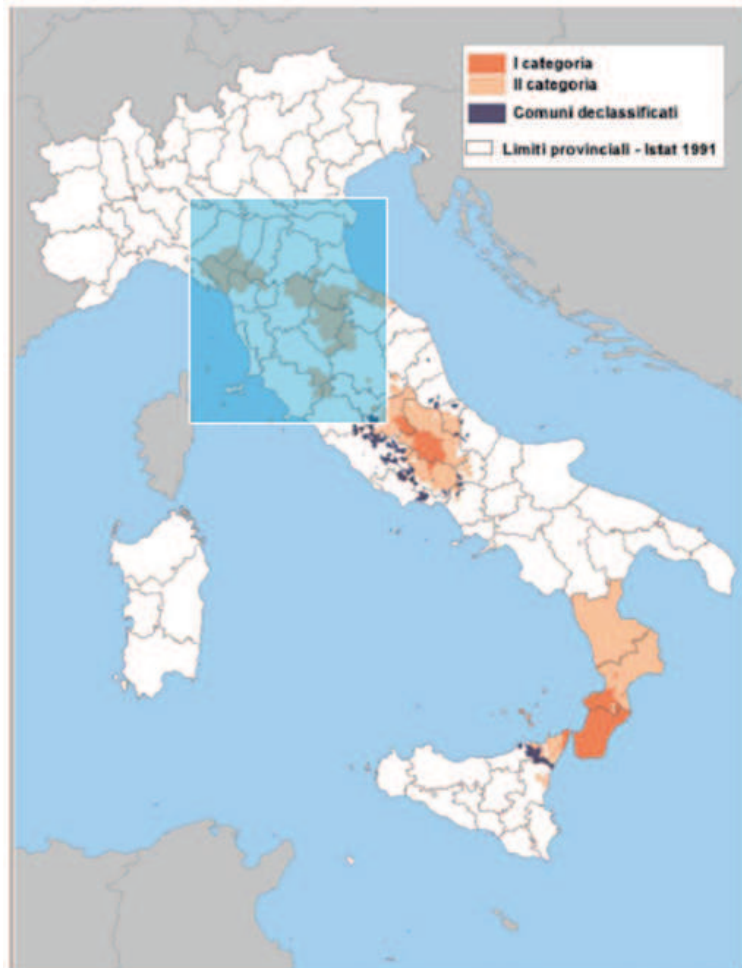 I categoria
II categoria
Comuni declassificati
Limiti provinciali - Istat 1991